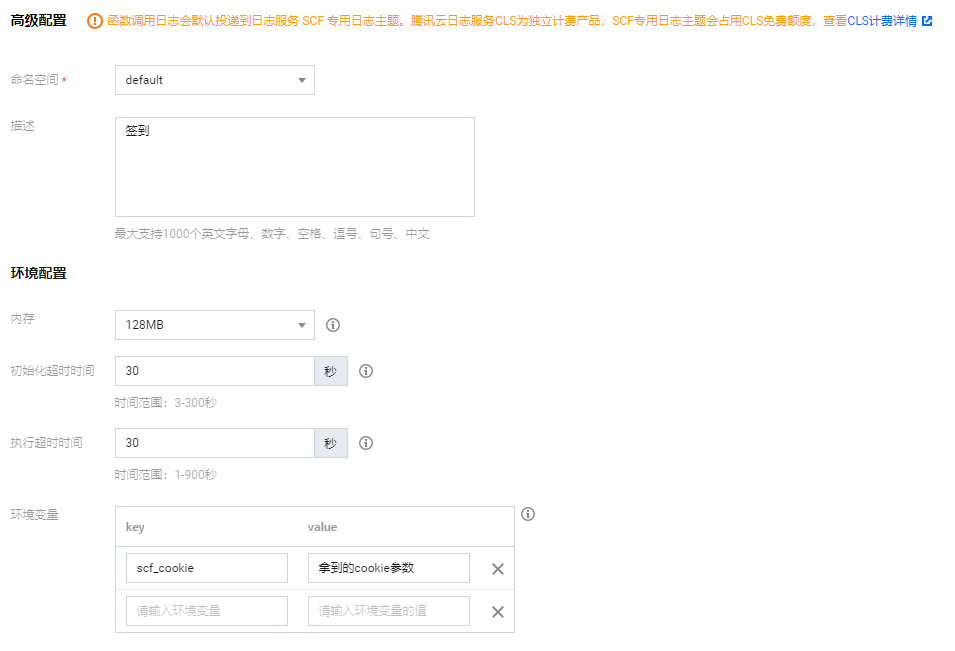 高级配置 函数调用日志会默认投递到日志服务 SCF 专用日志主题。腾讯云日志服务CLS为独立计费产品，SCF专用日志主题会占用CLS免费额度，查看CLS计费详情
命名空间* default
描述 签到
最大支持1000个英文字母、数字、空格、逗号、句号、中文
环境配置
内存 128MB
初始化超时时间 30 秒
时间范围：3-300秒
执行超时时间 30 秒
时间范围：1-900秒
环境变量 key value
scf_cookie 拿到的cookie参数
请输入环境变量 请输入环境变量的值